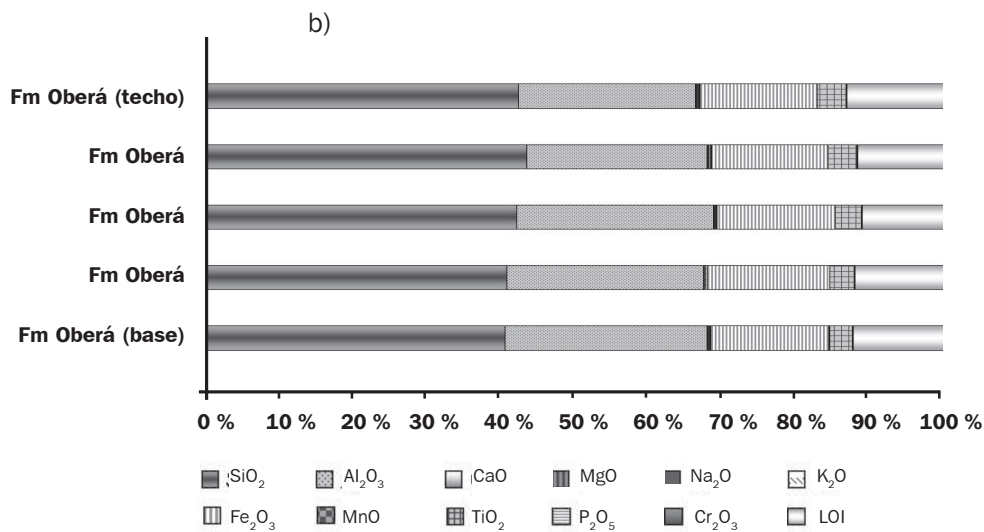 b)
Fm Oberá (techo)
Fm Oberá
Fm Oberá
Fm Oberá
Fm Oberá (base)
0 % 10 % 20 % 30 % 40 % 50 % 60 % 70 % 80 % 90 % 100 %
SiO₂ Al₂O₃ CaO MgO Na₂O K₂O
Fe₂O₃ MnO TiO₂ P₂O₅ Cr₂O₃ LOI